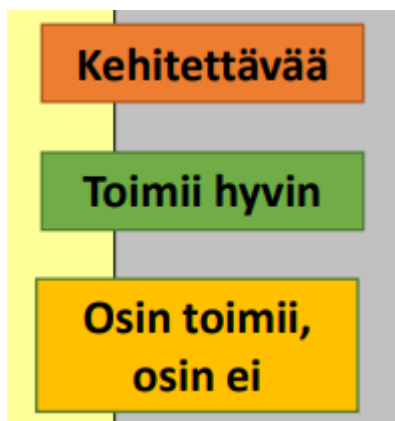 Kehitettävää
Toimii hyvin
Osin toimii,
osin ei